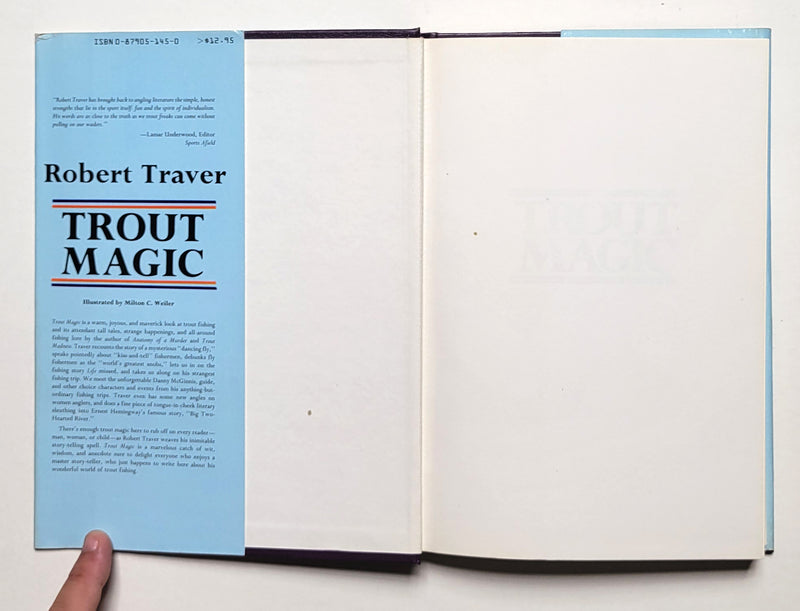 ISBN 0-87905-145-0 >$12.95
"Robert Traver has brought back to angling literature the simple, honest
strengths that lie in the sport itself: fun and the spirit of individualism.
His words are as close to the truth as we trout freaks can come without
pulling on our waders."
—Lamar Underwood, Editor
Sports Afield
Robert Traver
TROUT
MAGIC
Illustrated by Milton C. Weiler
Trout Magic is a warm, joyous, and maverick look at trout fishing
and its attendant tall tales, strange happenings, and all-around
fishing lore by the author of Anatomy of a Murder and Trout
Madness. Traver recounts the story of a mysterious "dancing fly,"
speaks pointedly about "kiss-and-tell" fishermen, debunks fly
fishermen as the "world's greatest snobs," lets us in on the
fishing story Life missed, and takes us along on his strangest
fishing trip. We meet the unforgettable Danny McGinnis, guide,
and other choice characters and events from his anything-but-
ordinary fishing trips. Traver even has some new angles on
women anglers, and does a fine piece of tongue-in-cheek literary
sleuthing into Ernest Hemingway's famous story, "Big Two-
Hearted River."
There's enough trout magic here to rub off on every reader—
man, woman, or child—as Robert Traver weaves his inimitable
story-telling spell. Trout Magic is a marvelous catch of wit,
wisdom, and anecdote sure to delight everyone who enjoys a
master story-teller, who just happens to write here about his
wonderful world of trout fishing.
TROUT
MAGIC